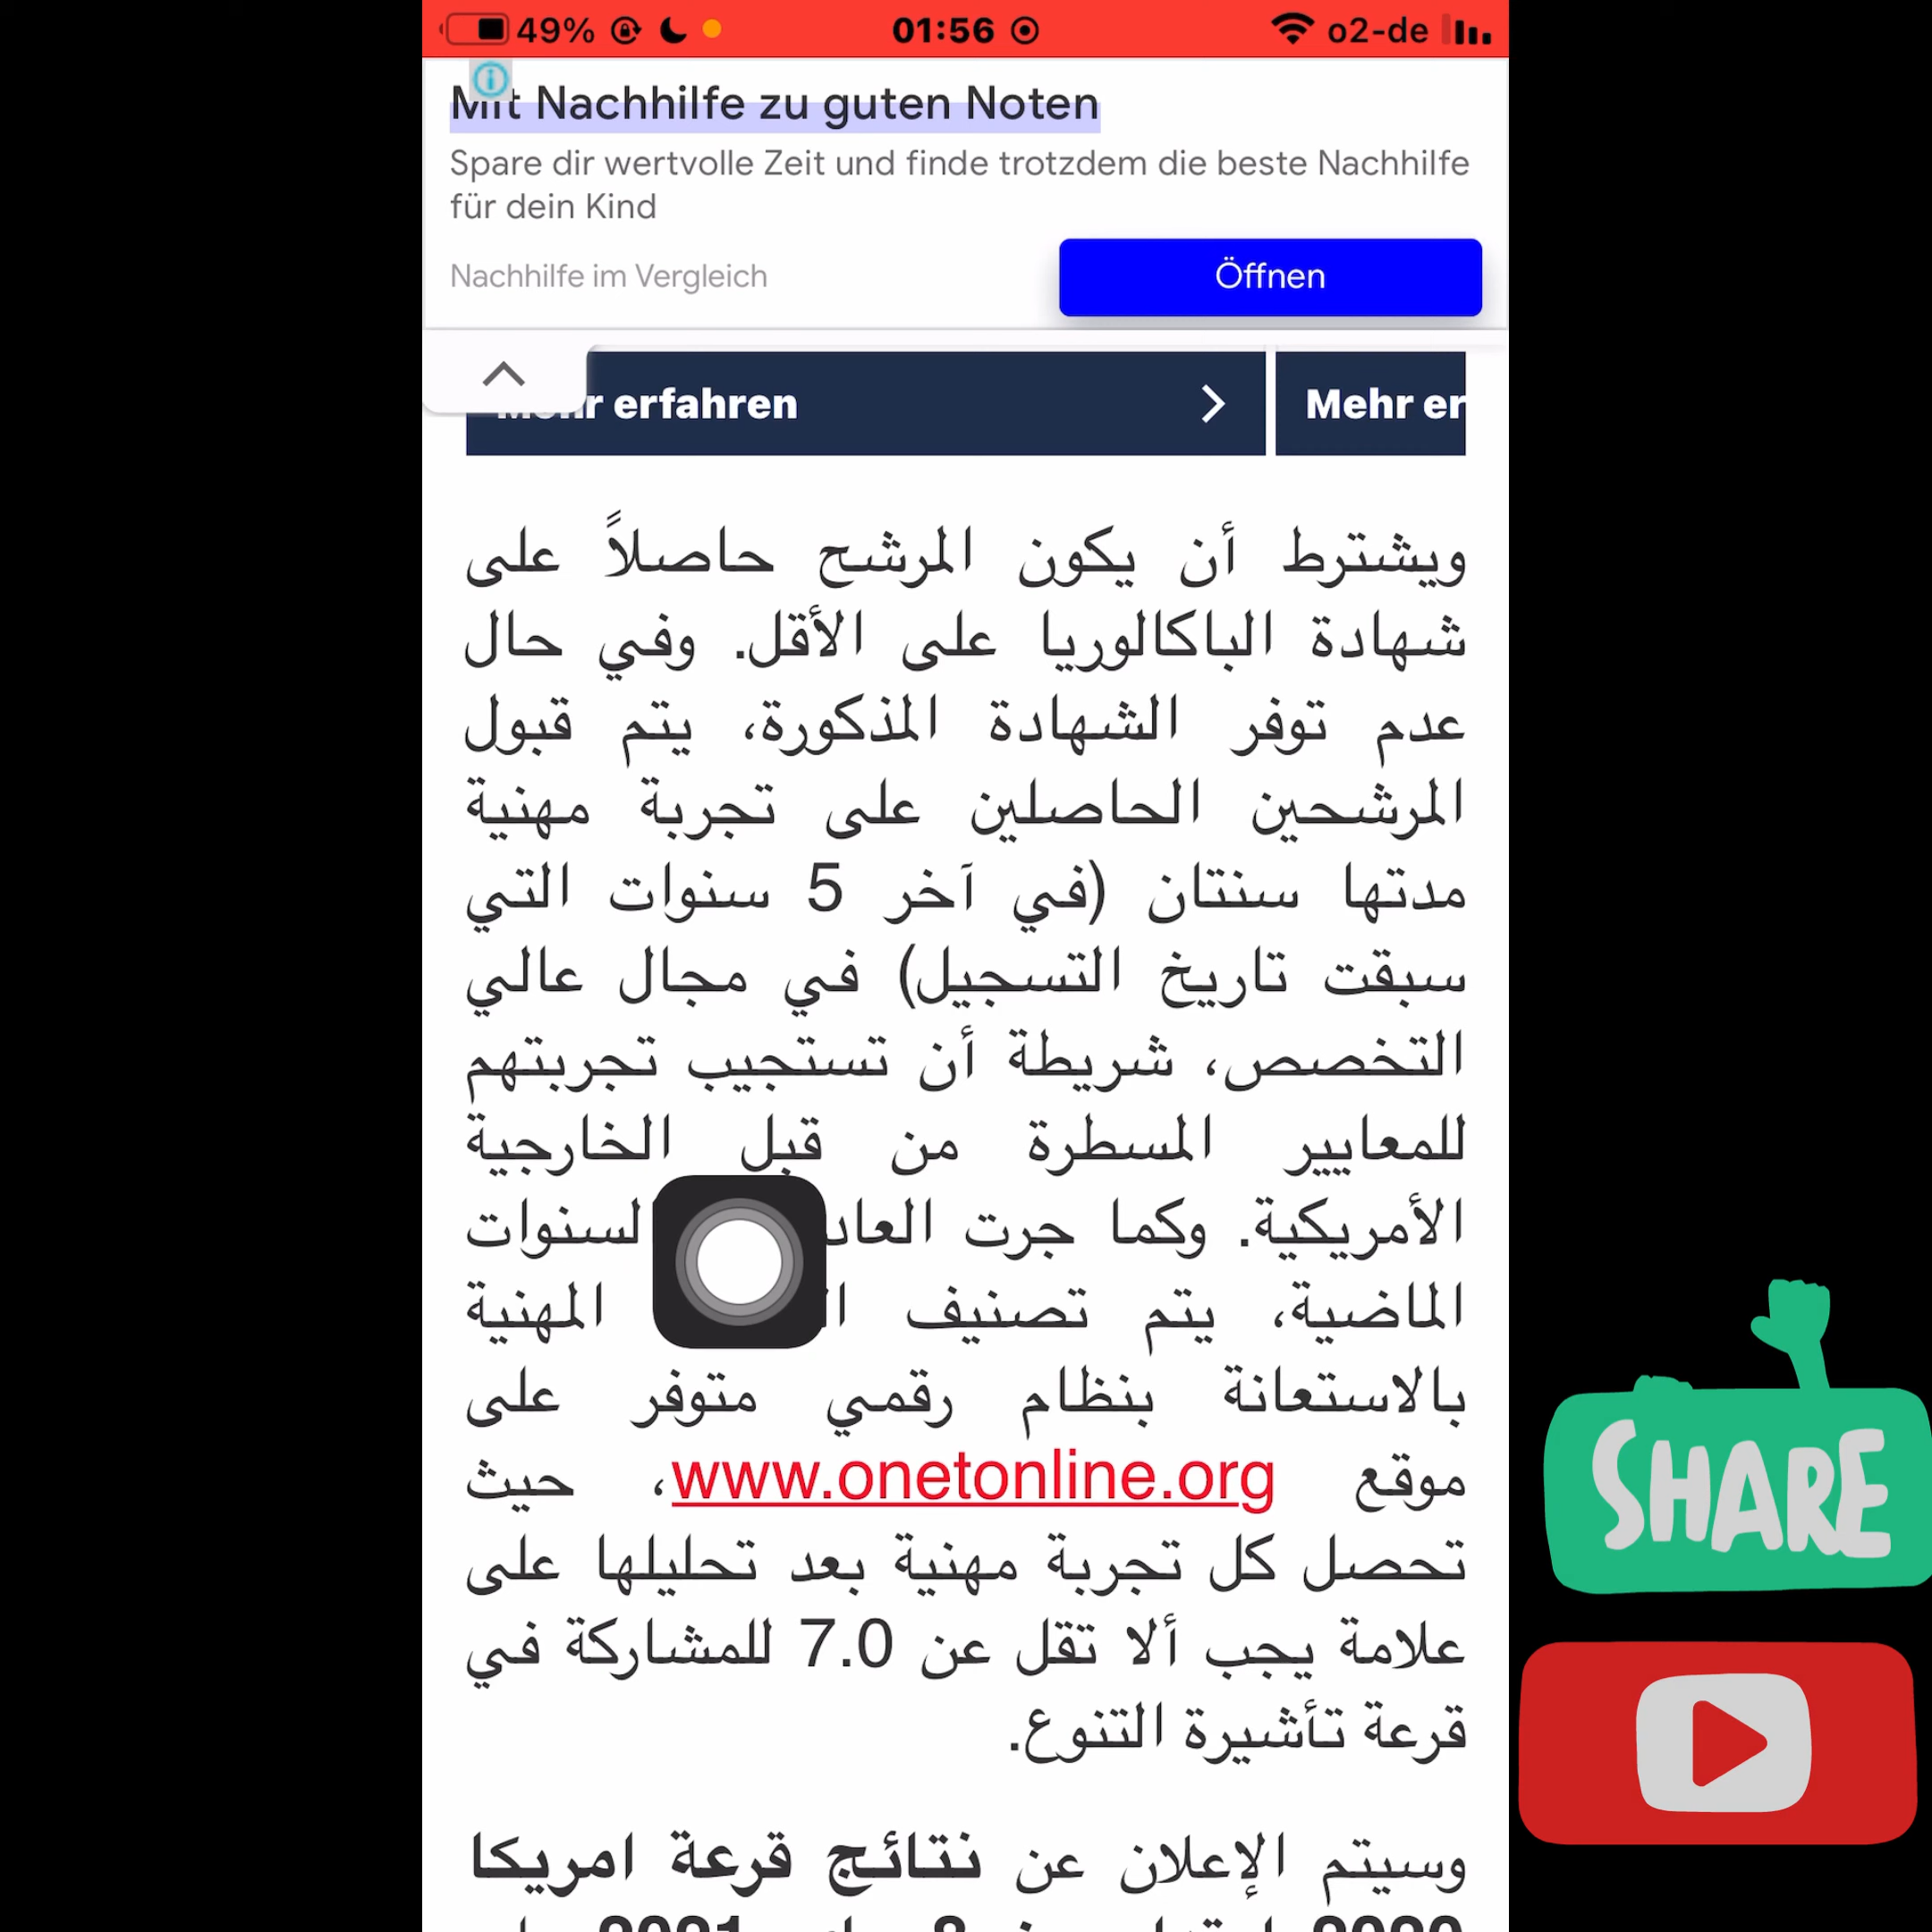 49%
01:56
o2-de
Mit Nachhilfe zu guten Noten
Spare dir wertvolle Zeit und finde trotzdem die beste Nachhilfe
für dein Kind
Nachhilfe im Vergleich
Öffnen
erfahren
Mehr er
ويشترط أن يكون المرشح حاصلاً على
شهادة الباكالوريا على الأقل. وفي حال
عدم توفر الشهادة المذكورة، يتم قبول
المرشحين الحاصلين على تجربة مهنية
مدتها سنتان (في آخر 5 سنوات التي
سبقت تاريخ التسجيل) في مجال عالي
التخصص، شريطة أن تستجيب تجربتهم
للمعايير المسطرة من قبل الخارجية
الأمريكية. وكما جرت العاد لسنوات
الماضية، يتم تصنيف المهنية
بالاستعانة بنظام رقمي متوفر على
موقع www.onetonline.org، حيث
تحصل كل تجربة مهنية بعد تحليلها على
علامة يجب ألا تقل عن 7.0 للمشاركة في
قرعة تأشيرة التنوع.
وسيتم الإعلان عن نتائج قرعة امريكا
SHARE